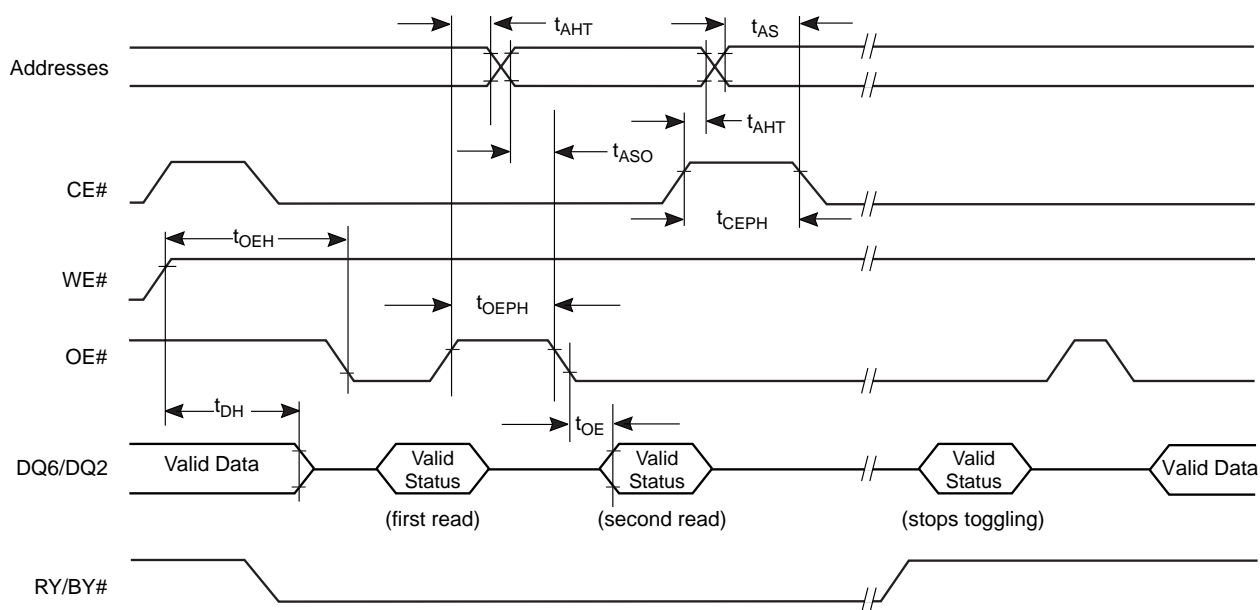 tAHT
tAS
Addresses
tAHT
tASO
CE#
tCEPH
tOEH
WE#
tOEPH
OE#
tDH
tOE
DQ6/DQ2
Valid Data
Valid
Status
Valid
Status
Valid
Status
Valid Data
(first read)
(second read)
(stops toggling)
RY/BY#